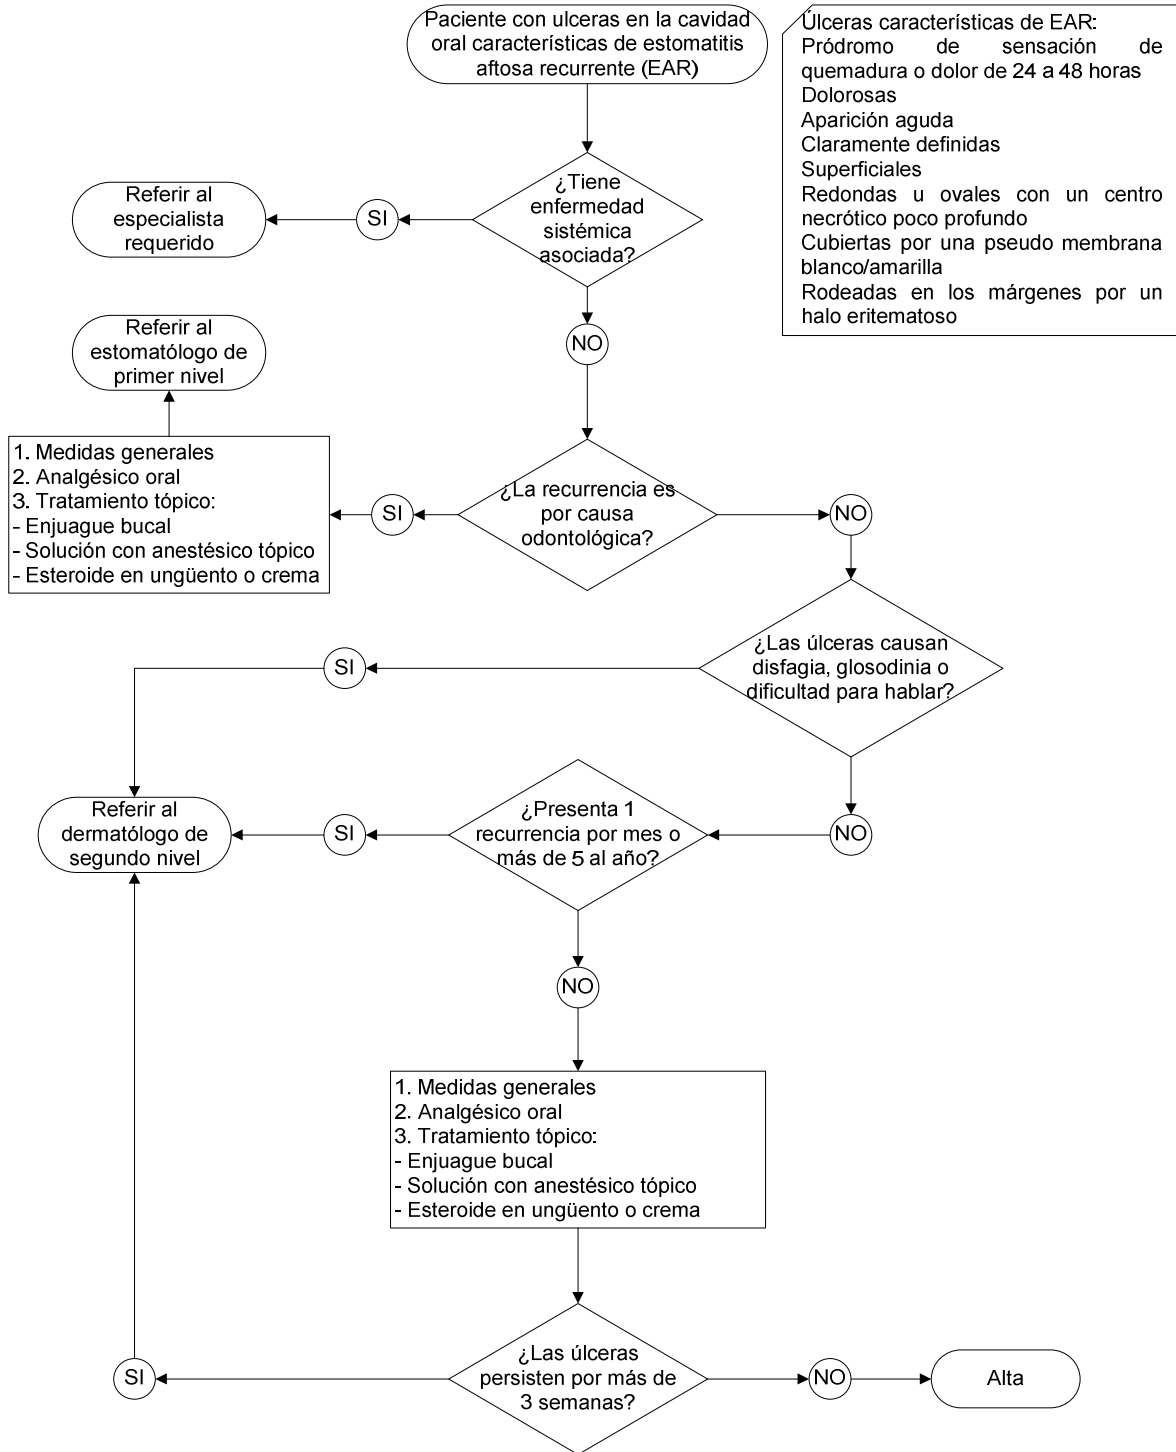 Paciente con ulceras en la cavidad
oral características de estomatitis
aftosa recurrente (EAR)
Úlceras características de EAR:
Pródromo de sensación de
quemadura o dolor de 24 a 48 horas
Dolorosas
Aparición aguda
Claramente definidas
Superficiales
Redondas u ovales con un centro
necrótico poco profundo
Cubiertas por una pseudo membrana
blanco/amarilla
Rodeadas en los márgenes por un
halo eritematoso
¿Tiene
enfermedad
sistémica
asociada?
SI
Referir al
especialista
requerido
NO
Referir al
estomatólogo de
primer nivel
1. Medidas generales
2. Analgésico oral
3. Tratamiento tópico:
- Enjuague bucal
- Solución con anestésico tópico
- Esteroide en ungüento o crema
SI
¿La recurrencia es
por causa
odontológica?
NO
¿Las úlceras causan
disfagia, glosodinia o
dificultad para hablar?
SI
NO
¿Presenta 1
recurrencia por mes o
más de 5 al año?
SI
Referir al
dermatólogo de
segundo nivel
NO
1. Medidas generales
2. Analgésico oral
3. Tratamiento tópico:
- Enjuague bucal
- Solución con anestésico tópico
- Esteroide en ungüento o crema
¿Las úlceras
persisten por más de
3 semanas?
SI
NO
Alta